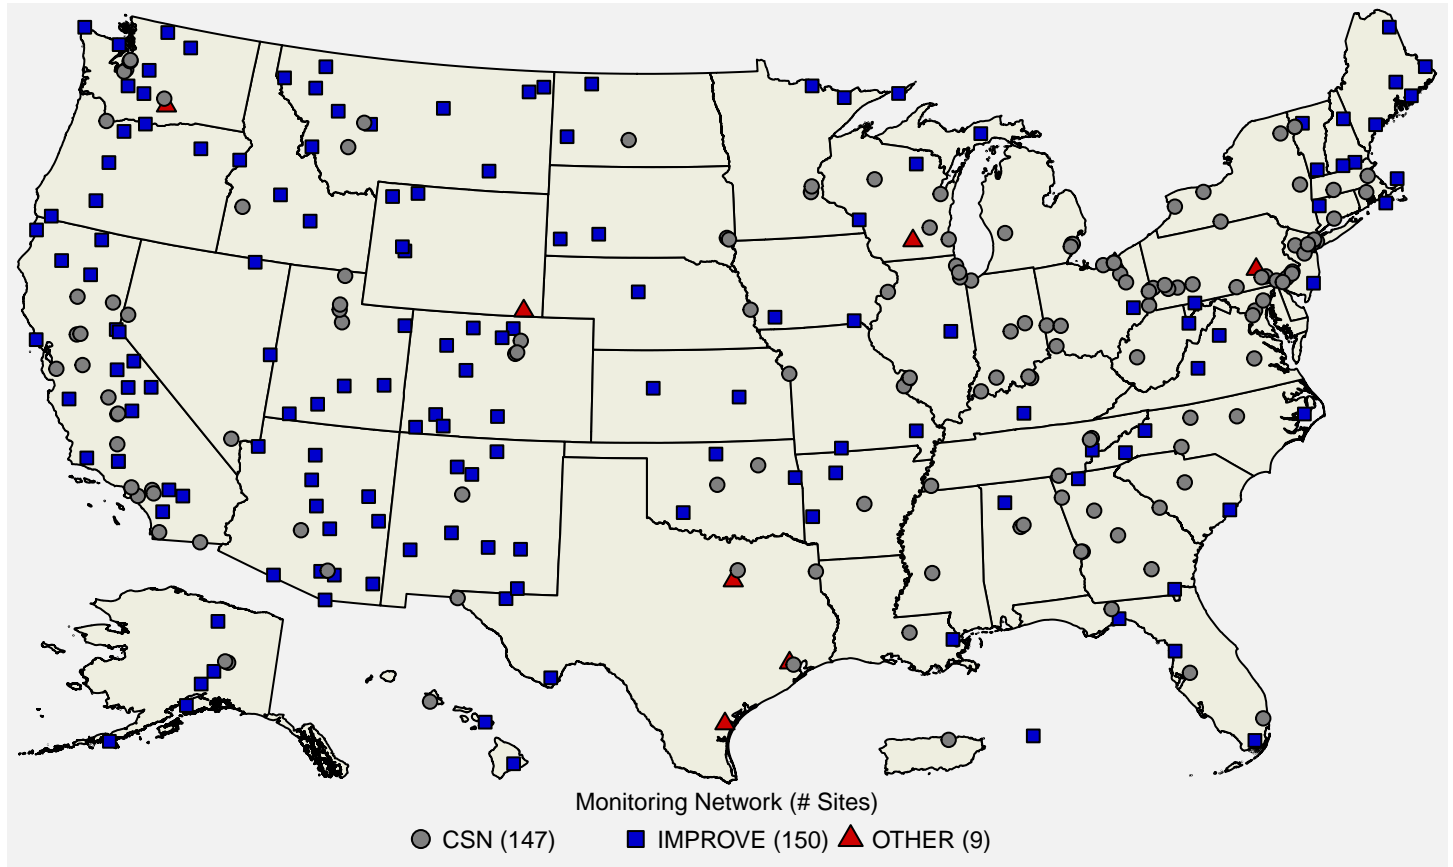 Monitoring Network (# Sites)
CSN (147) IMPROVE (150) OTHER (9)